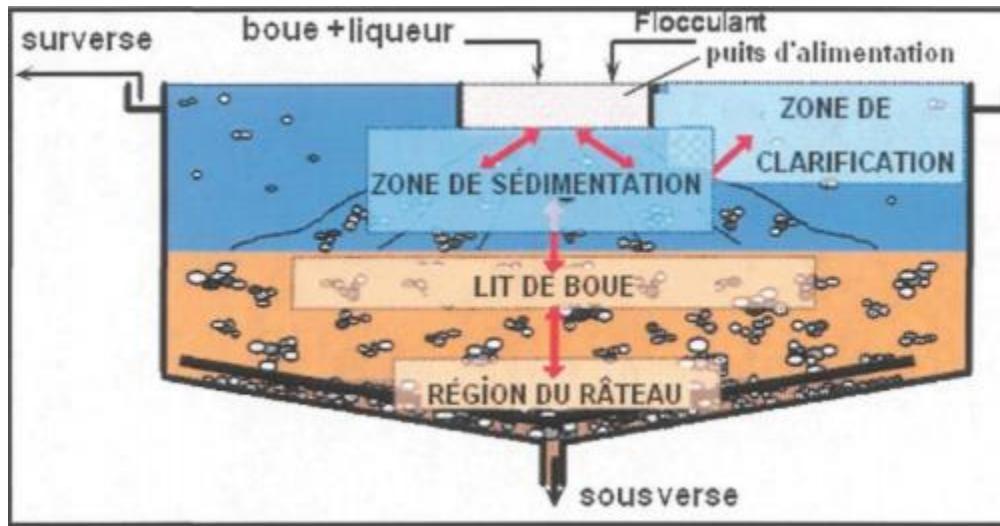 surverse
boue+liqueur
Flocculant
puits d'alimentation
ZONE DE
CLARIFICATION
ZONE DE SÉDIMENTATION
LIT DE BOUE
RÉGION DU RÂTEAU
sousverse